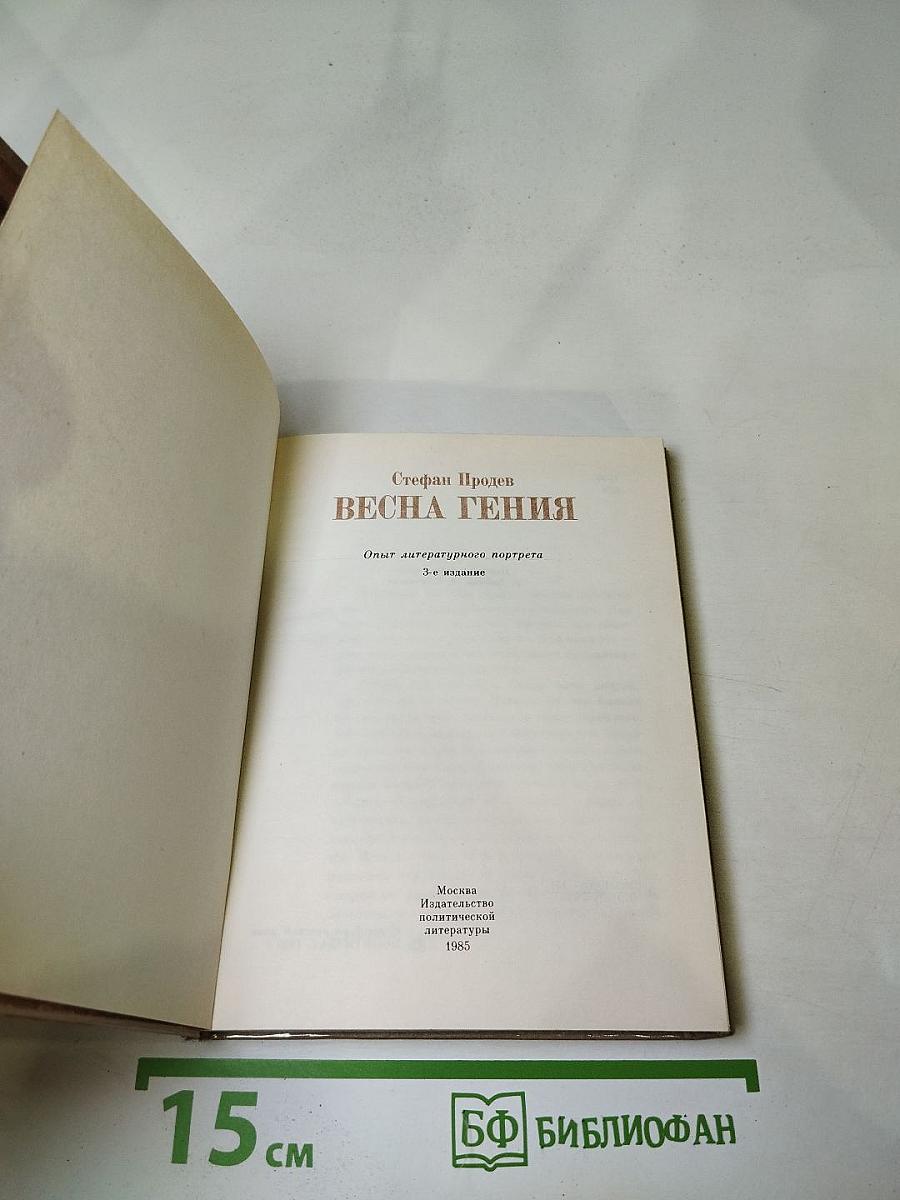 Стефан Продев
ВЕСНА ГЕНИЯ
Опыт литературного портрета
3-е издание
Москва
Издательство
политической
литературы
1985
15 см
БФ БИБЛИОФАН